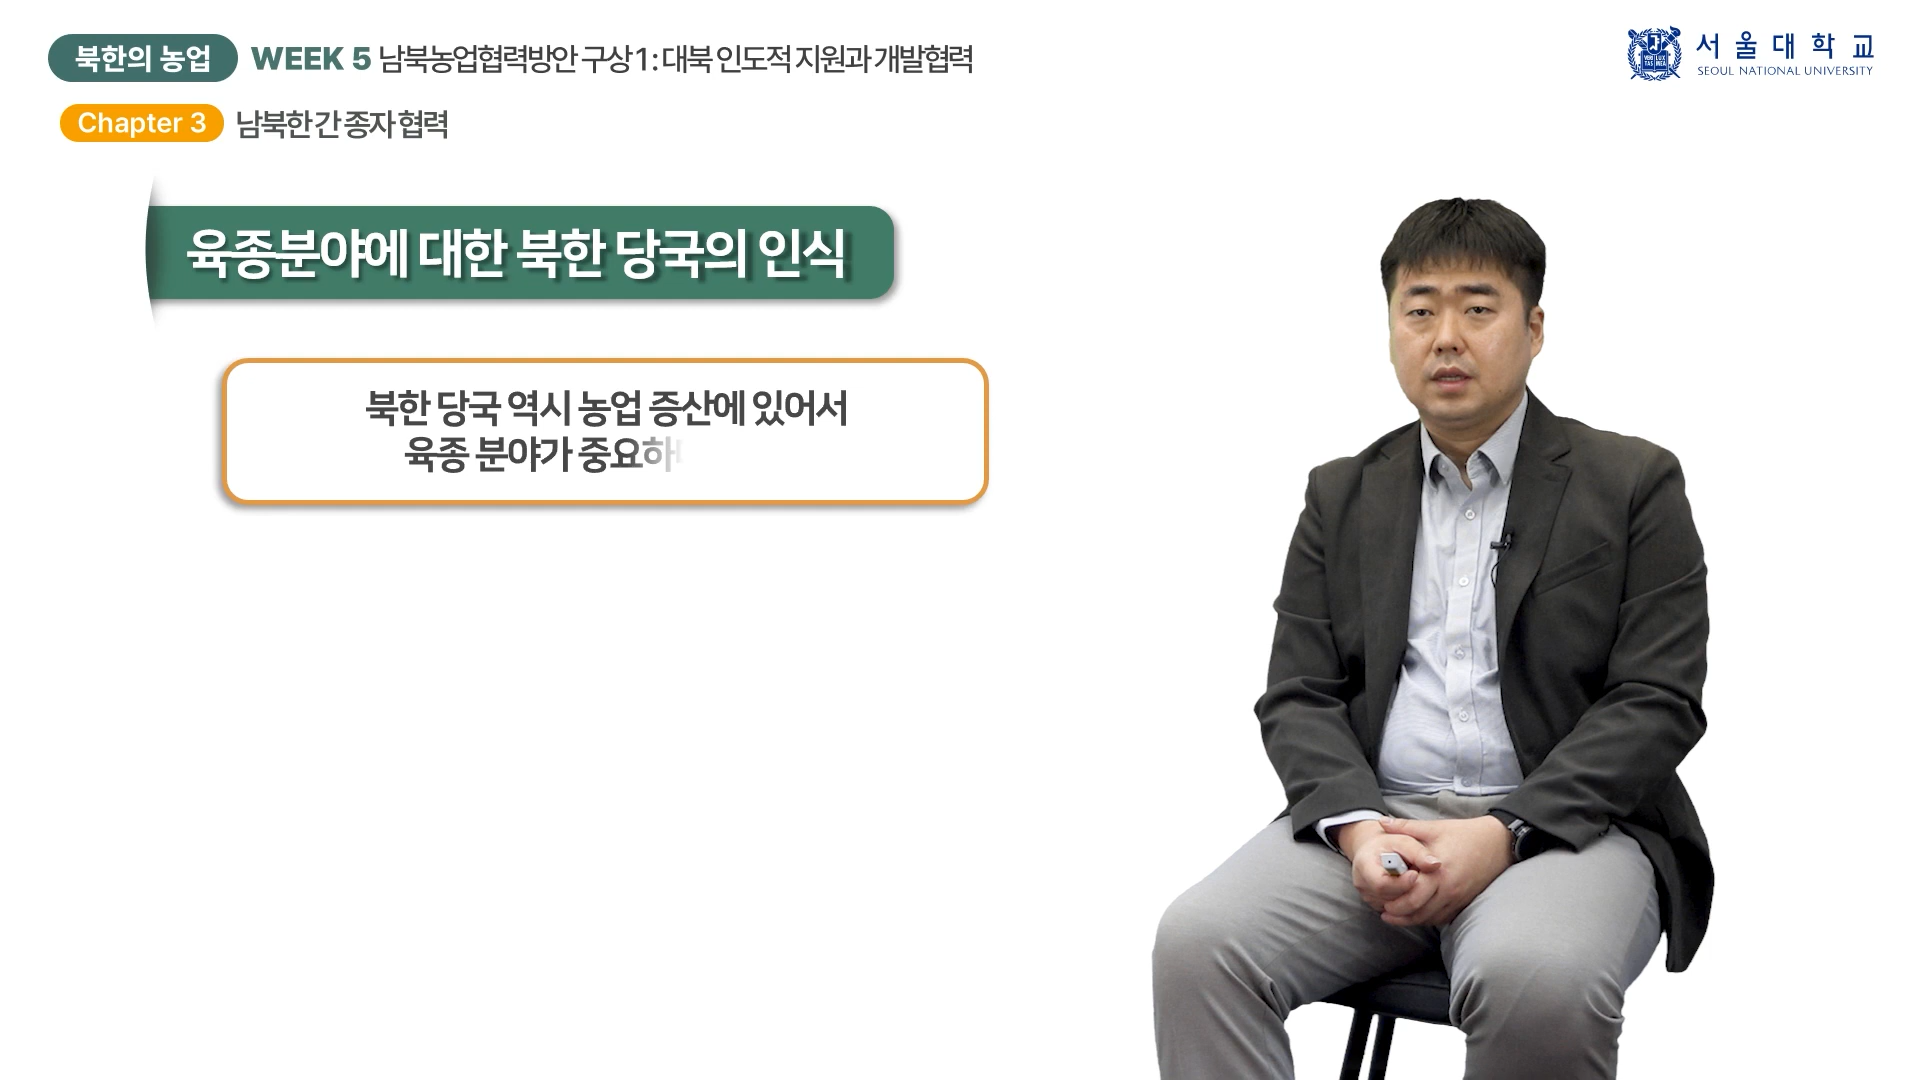 북한의 농업 WEEK 5 남북농업협력방안 구상 1 : 대북 인도적 지원과 개발협력
서울대학교
SEOUL NATIONAL UNIVERSITY
Chapter 3 남북한 간 종자 협력
육종분야에 대한 북한 당국의 인식
북한 당국 역시 농업 증산에 있어서
육종 분야가 중요하